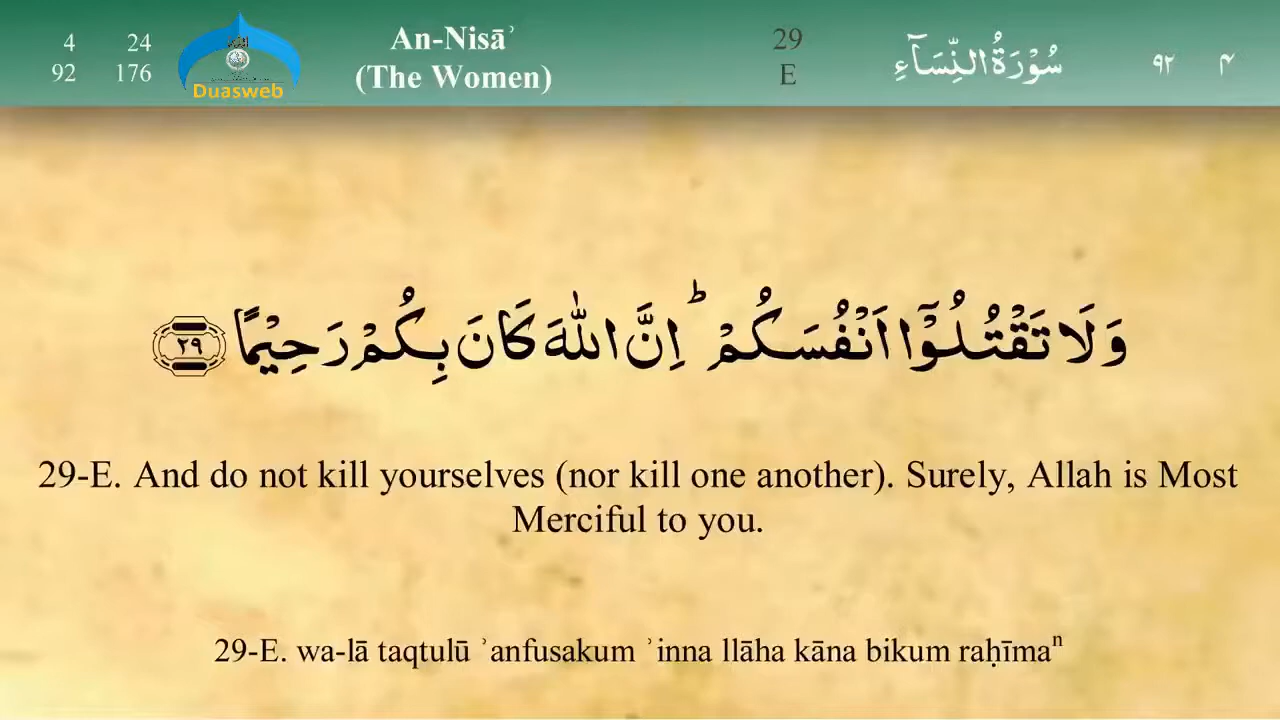 4 24 An-Nisāʾ 29 سُوْرَةُ النِّسَآءِ ٩٢ ٤
92 176 Duasweb (The Women) E
وَلَا تَقْتُلُوْٓا اَنْفُسَكُمْ ؕ اِنَّ اللّٰهَ كَانَ بِكُمْ رَحِيْمًا ٢٩
29-E. And do not kill yourselves (nor kill one another). Surely, Allah is Most
Merciful to you.
29-E. wa-lā taqtulū ʾanfusakum ʾinna llāha kāna bikum raḥīmaⁿ